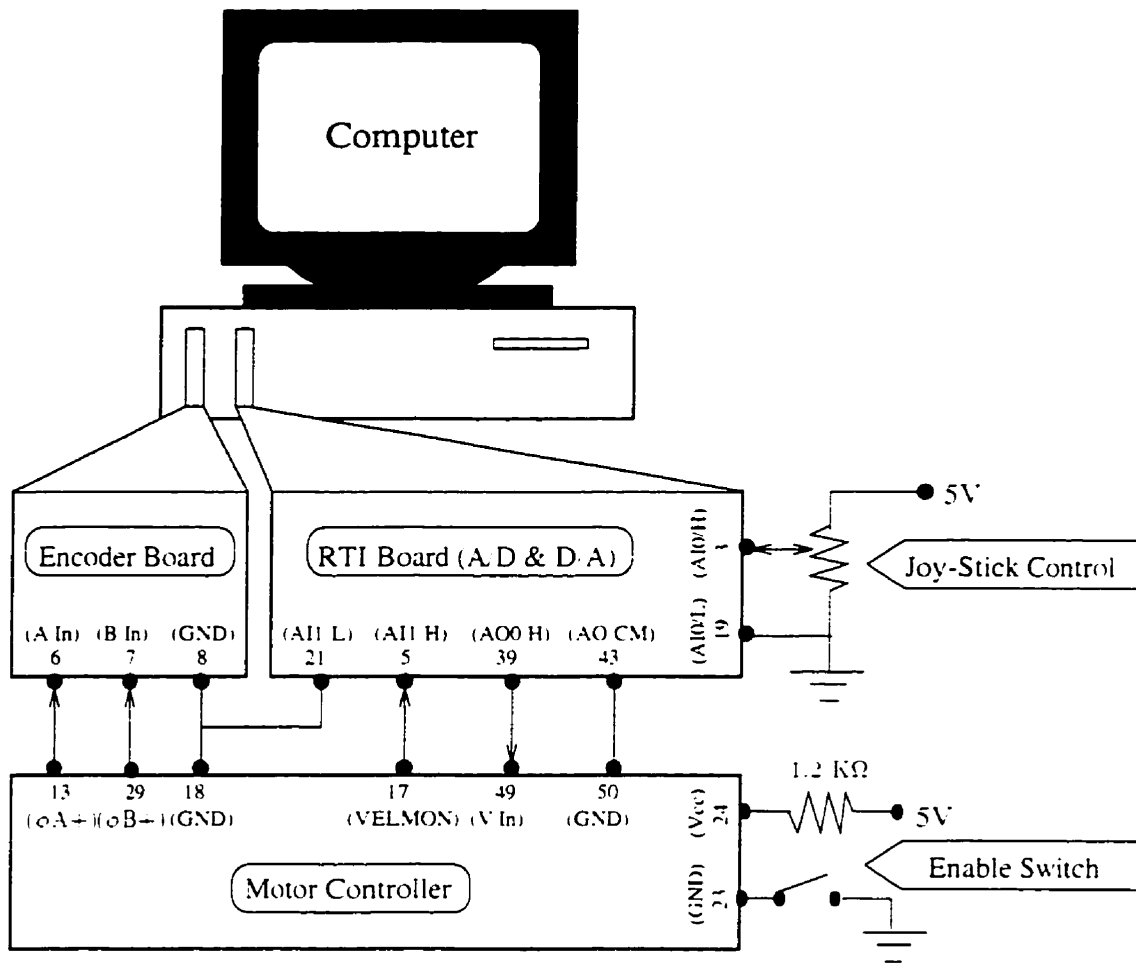 Computer
5V
Encoder Board
RTI Board (A/D & D/A)
(AI0/H)
Joy-Stick Control
(AI0/L)
19
(A In) (B In) (GND)
6 7 8
(AI1 L) (AI1 H) (AO0 H) (AO CM)
21 5 39 43
1.2 KΩ
13 29 18 17 49 50
(øA+)(øB+)(GND) (VELMON) (V In) (GND)
(Vcc)
24
5V
Enable Switch
Motor Controller
(GND)
23